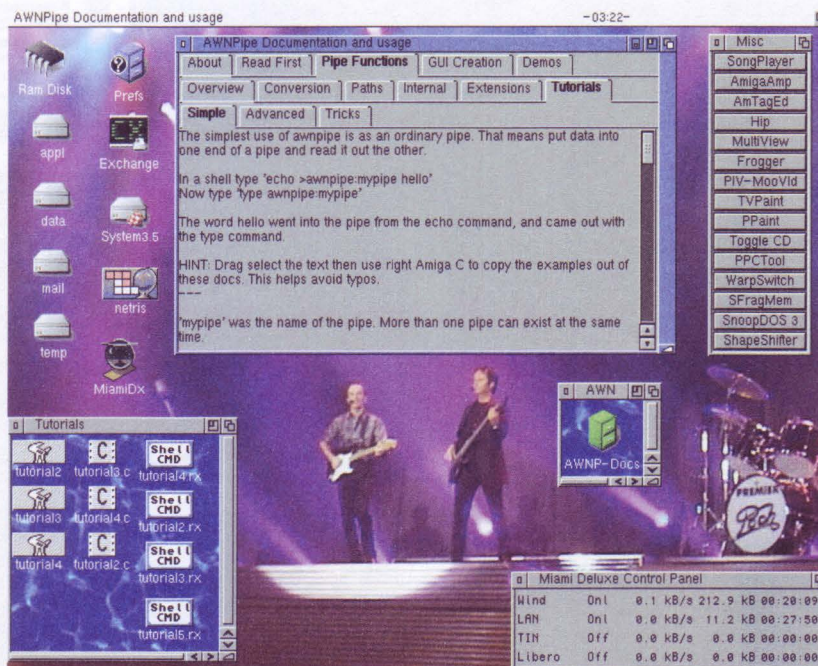 AWNPipe Documentation and usage
-03:22-
Ram Disk
Prefs
appl
Exchange
data
System3.5
mail
netris
temp
MiamiDx
AWNPipe Documentation and usage
About Read First Pipe Functions GUI Creation Demos
Overview Conversion Paths Internal Extensions Tutorials
Simple Advanced Tricks
The simplest use of awnpipe is as an ordinary pipe. That means put data into
one end of a pipe and read it out the other.
In a shell type 'echo >awnpipe:mypipe hello'
Now type 'type awnpipe:mypipe'
The word hello went into the pipe from the echo command, and came out with
the type command.
HINT: Drag select the text then use right Amiga C to copy the examples out of
these docs. This helps avoid typos.
---
'mypipe' was the name of the pipe. More than one pipe can exist at the same
time.
Misc
SongPlayer
AmigaAmp
AmTagEd
Hip
MultiView
Frogger
PIV-MooVId
TVPaint
PPaint
Toggle CD
PPCTool
WarpSwitch
SFragMem
SnoopDOS 3
ShapeShifter
AWN
AWNP-Docs
PREMIER
Pooh
Tutorials
C
Shell
CMD
tutorial2 tutorial3.c tutorial4.rx
C
Shell
CMD
tutorial3 tutorial4.c tutorial2.rx
C
Shell
CMD
tutorial4 tutorial2.c tutorial3.rx
Shell
CMD
tutorial5.rx
Miami Deluxe Control Panel
Wind Onl 0.1 kB/s 212.9 kB 00:20:09
LAN Onl 0.0 kB/s 11.2 kB 00:27:50
TIN Off 0.0 kB/s 0.0 kB 00:00:00
Libero Off 0.0 kB/s 0.0 kB 00:00:00